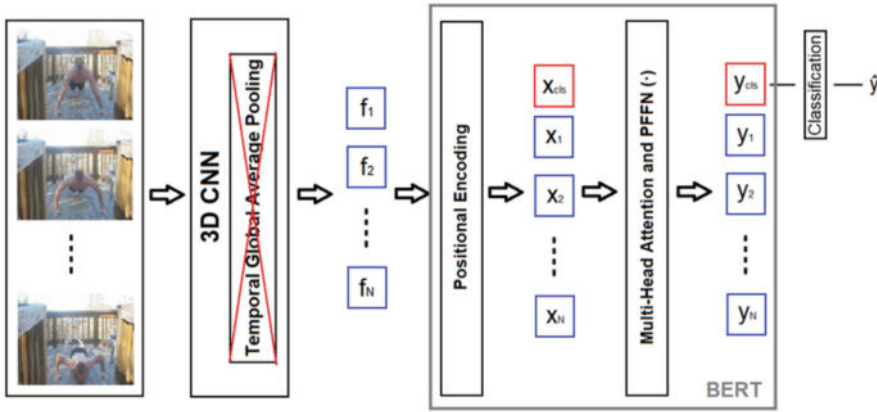 3D CNN
Temporal Global Average Pooling
f1
f2
fN
Positional Encoding
xcls
x1
x2
xN
Multi-Head Attention and PFFN (·)
ycls
y1
y2
yN
Classification
ŷ
BERT